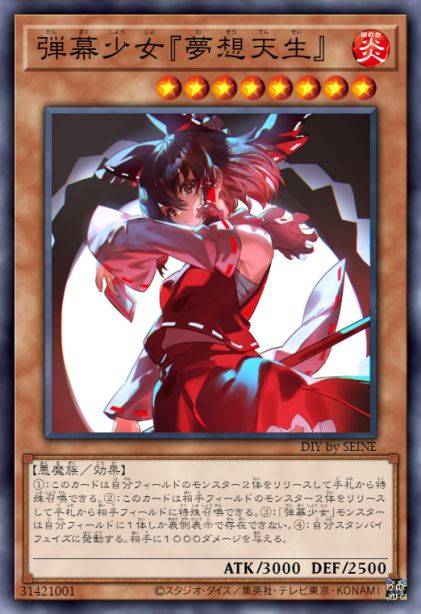 弾幕少女『夢想天生』
炎
DIY by SEINE
【悪魔族／効果】
①：このカードは自分フィールドのモンスター２体をリリースして手札から特
殊召喚できる。②：このカードは相手フィールドのモンスター２体をリリース
して手札から相手フィールドに特殊召喚できる。③：「弾幕少女」モンスター
は自分フィールドに１体しか表側表示で存在できない。④：自分スタンバイ
フェイズに発動する。相手に１０００ダメージを与える。
ATK/3000 DEF/2500
31421001
©スタジオ・ダイス／集英社・テレビ東京・KONAMI